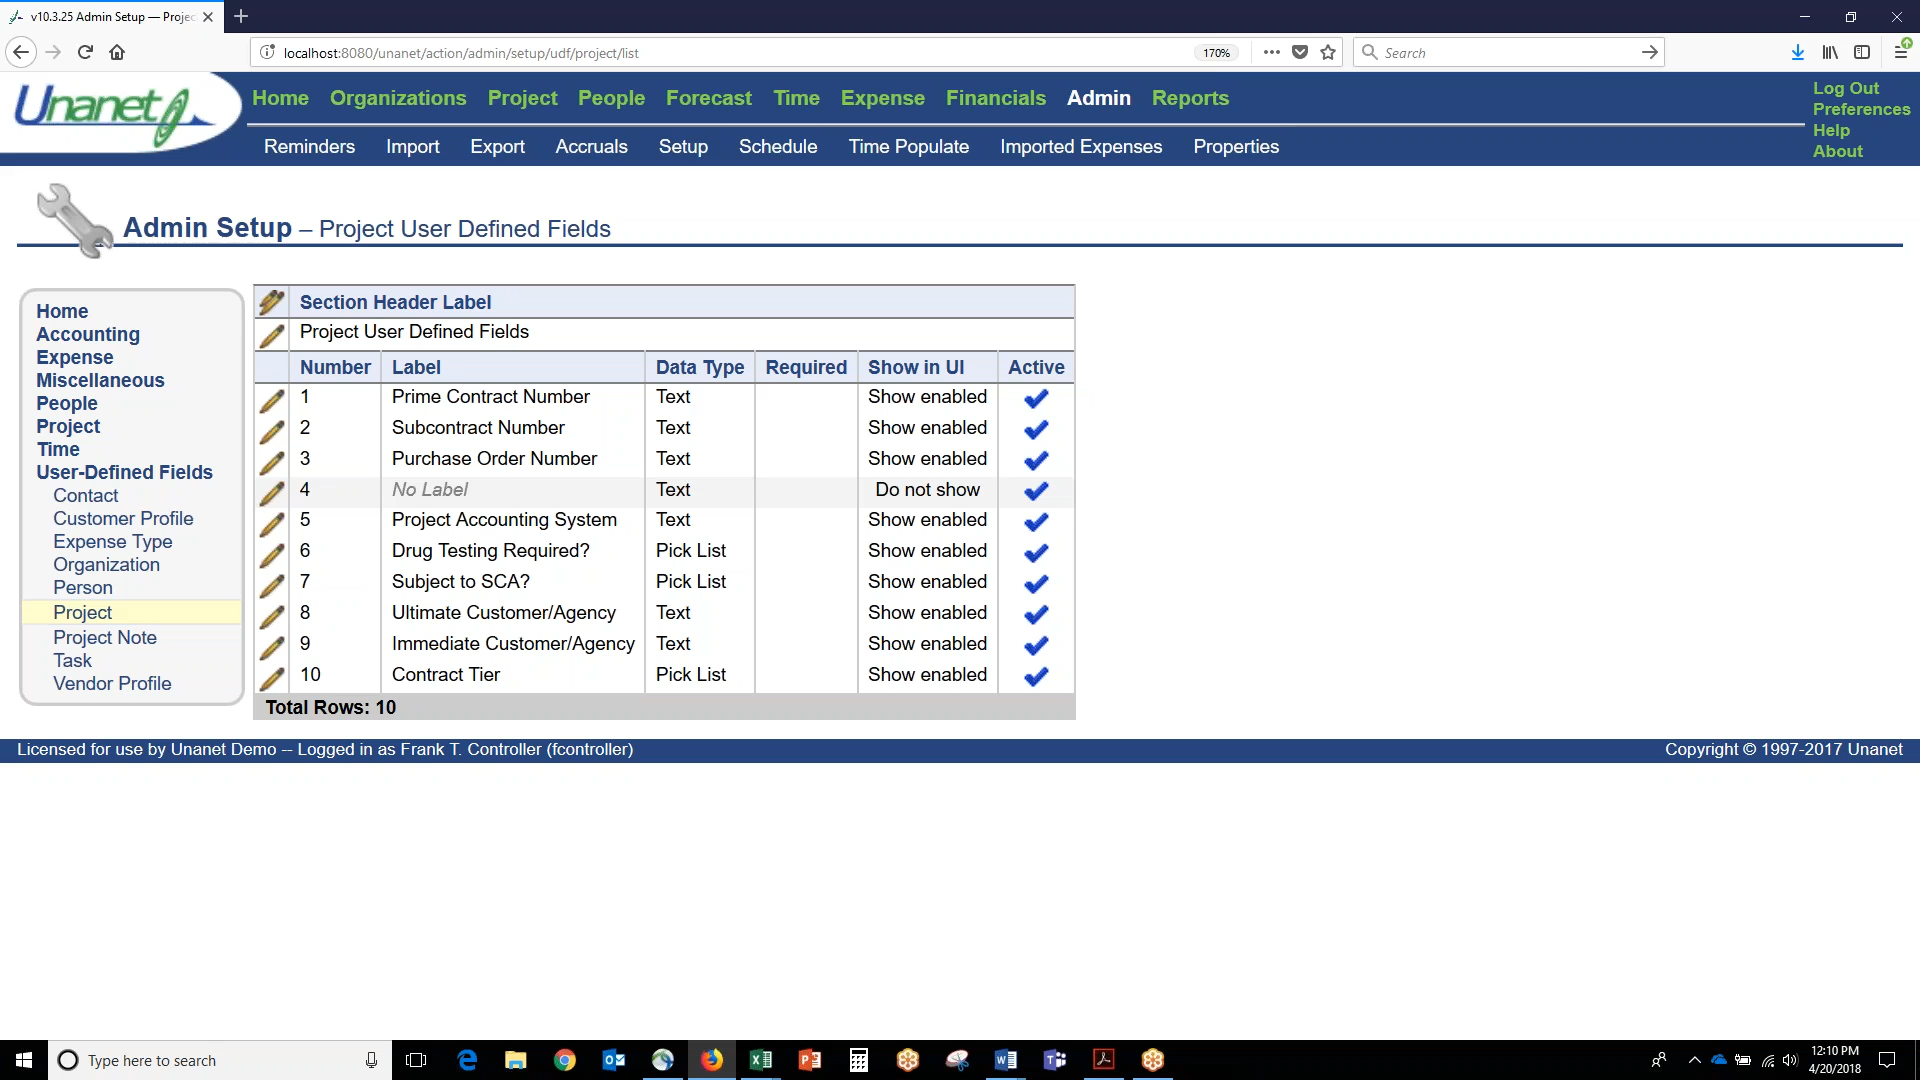 v10.3.25 Admin Setup — Projec
localhost:8080/unanet/action/admin/setup/udf/project/list
170%
Search
Unanet
Home Organizations Project People Forecast Time Expense Financials Admin Reports
Log Out
Preferences
Help
About
Reminders Import Export Accruals Setup Schedule Time Populate Imported Expenses Properties
Admin Setup – Project User Defined Fields
Home
Accounting
Expense
Miscellaneous
People
Project
Time
User-Defined Fields
Contact
Customer Profile
Expense Type
Organization
Person
Project
Project Note
Task
Vendor Profile
Section Header Label
Project User Defined Fields
Number Label Data Type Required Show in UI Active
1 Prime Contract Number Text Show enabled
2 Subcontract Number Text Show enabled
3 Purchase Order Number Text Show enabled
4 No Label Text Do not show
5 Project Accounting System Text Show enabled
6 Drug Testing Required? Pick List Show enabled
7 Subject to SCA? Pick List Show enabled
8 Ultimate Customer/Agency Text Show enabled
9 Immediate Customer/Agency Text Show enabled
10 Contract Tier Pick List Show enabled
Total Rows: 10
Licensed for use by Unanet Demo -- Logged in as Frank T. Controller (fcontroller)
Copyright © 1997-2017 Unanet
Type here to search
12:10 PM
4/20/2018